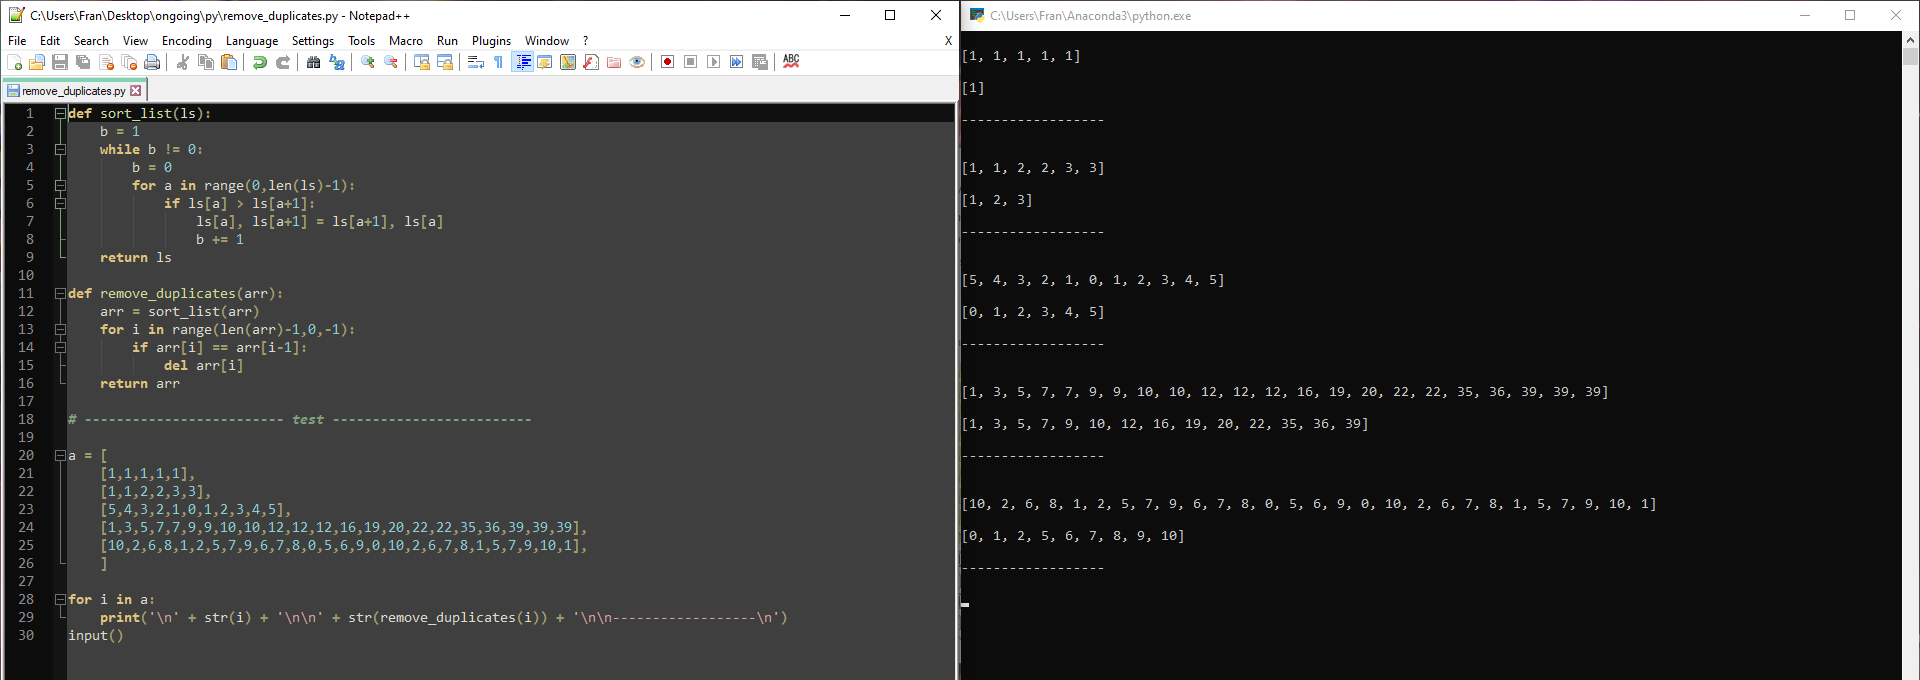 C:\Users\Fran\Desktop\ongoing\py\remove_duplicates.py - Notepad++
File Edit Search View Encoding Language Settings Tools Macro Run Plugins Window ? X
ABC
remove_duplicates.py
1 def sort_list(ls):
2     b = 1
3     while b != 0:
4         b = 0
5         for a in range(0,len(ls)-1):
6             if ls[a] > ls[a+1]:
7                 ls[a], ls[a+1] = ls[a+1], ls[a]
8                 b += 1
9     return ls
10
11 def remove_duplicates(arr):
12     arr = sort_list(arr)
13     for i in range(len(arr)-1,0,-1):
14         if arr[i] == arr[i-1]:
15             del arr[i]
16     return arr
17
18 # ------------------------- test -------------------------
19
20 a = [
21     [1,1,1,1,1],
22     [1,1,2,2,3,3],
23     [5,4,3,2,1,0,1,2,3,4,5],
24     [1,3,5,7,7,9,9,10,10,12,12,12,16,19,20,22,22,35,36,39,39,39],
25     [10,2,6,8,1,2,5,7,9,6,7,8,0,5,6,9,0,10,2,6,7,8,1,5,7,9,10,1],
26     ]
27
28 for i in a:
29     print('\n' + str(i) + '\n\n' + str(remove_duplicates(i)) + '\n\n------------------\n')
30 input()
C:\Users\Fran\Anaconda3\python.exe
[1, 1, 1, 1, 1]
[1]
------------------
[1, 1, 2, 2, 3, 3]
[1, 2, 3]
------------------
[5, 4, 3, 2, 1, 0, 1, 2, 3, 4, 5]
[0, 1, 2, 3, 4, 5]
------------------
[1, 3, 5, 7, 7, 9, 9, 10, 10, 12, 12, 12, 16, 19, 20, 22, 22, 35, 36, 39, 39, 39]
[1, 3, 5, 7, 9, 10, 12, 16, 19, 20, 22, 35, 36, 39]
------------------
[10, 2, 6, 8, 1, 2, 5, 7, 9, 6, 7, 8, 0, 5, 6, 9, 0, 10, 2, 6, 7, 8, 1, 5, 7, 9, 10, 1]
[0, 1, 2, 5, 6, 7, 8, 9, 10]
------------------